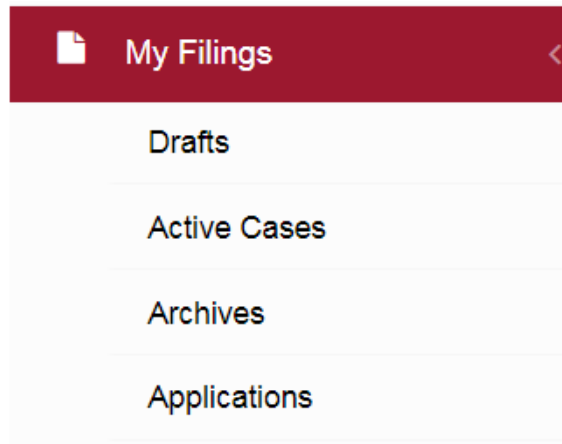 My Filings
Drafts
Active Cases
Archives
Applications